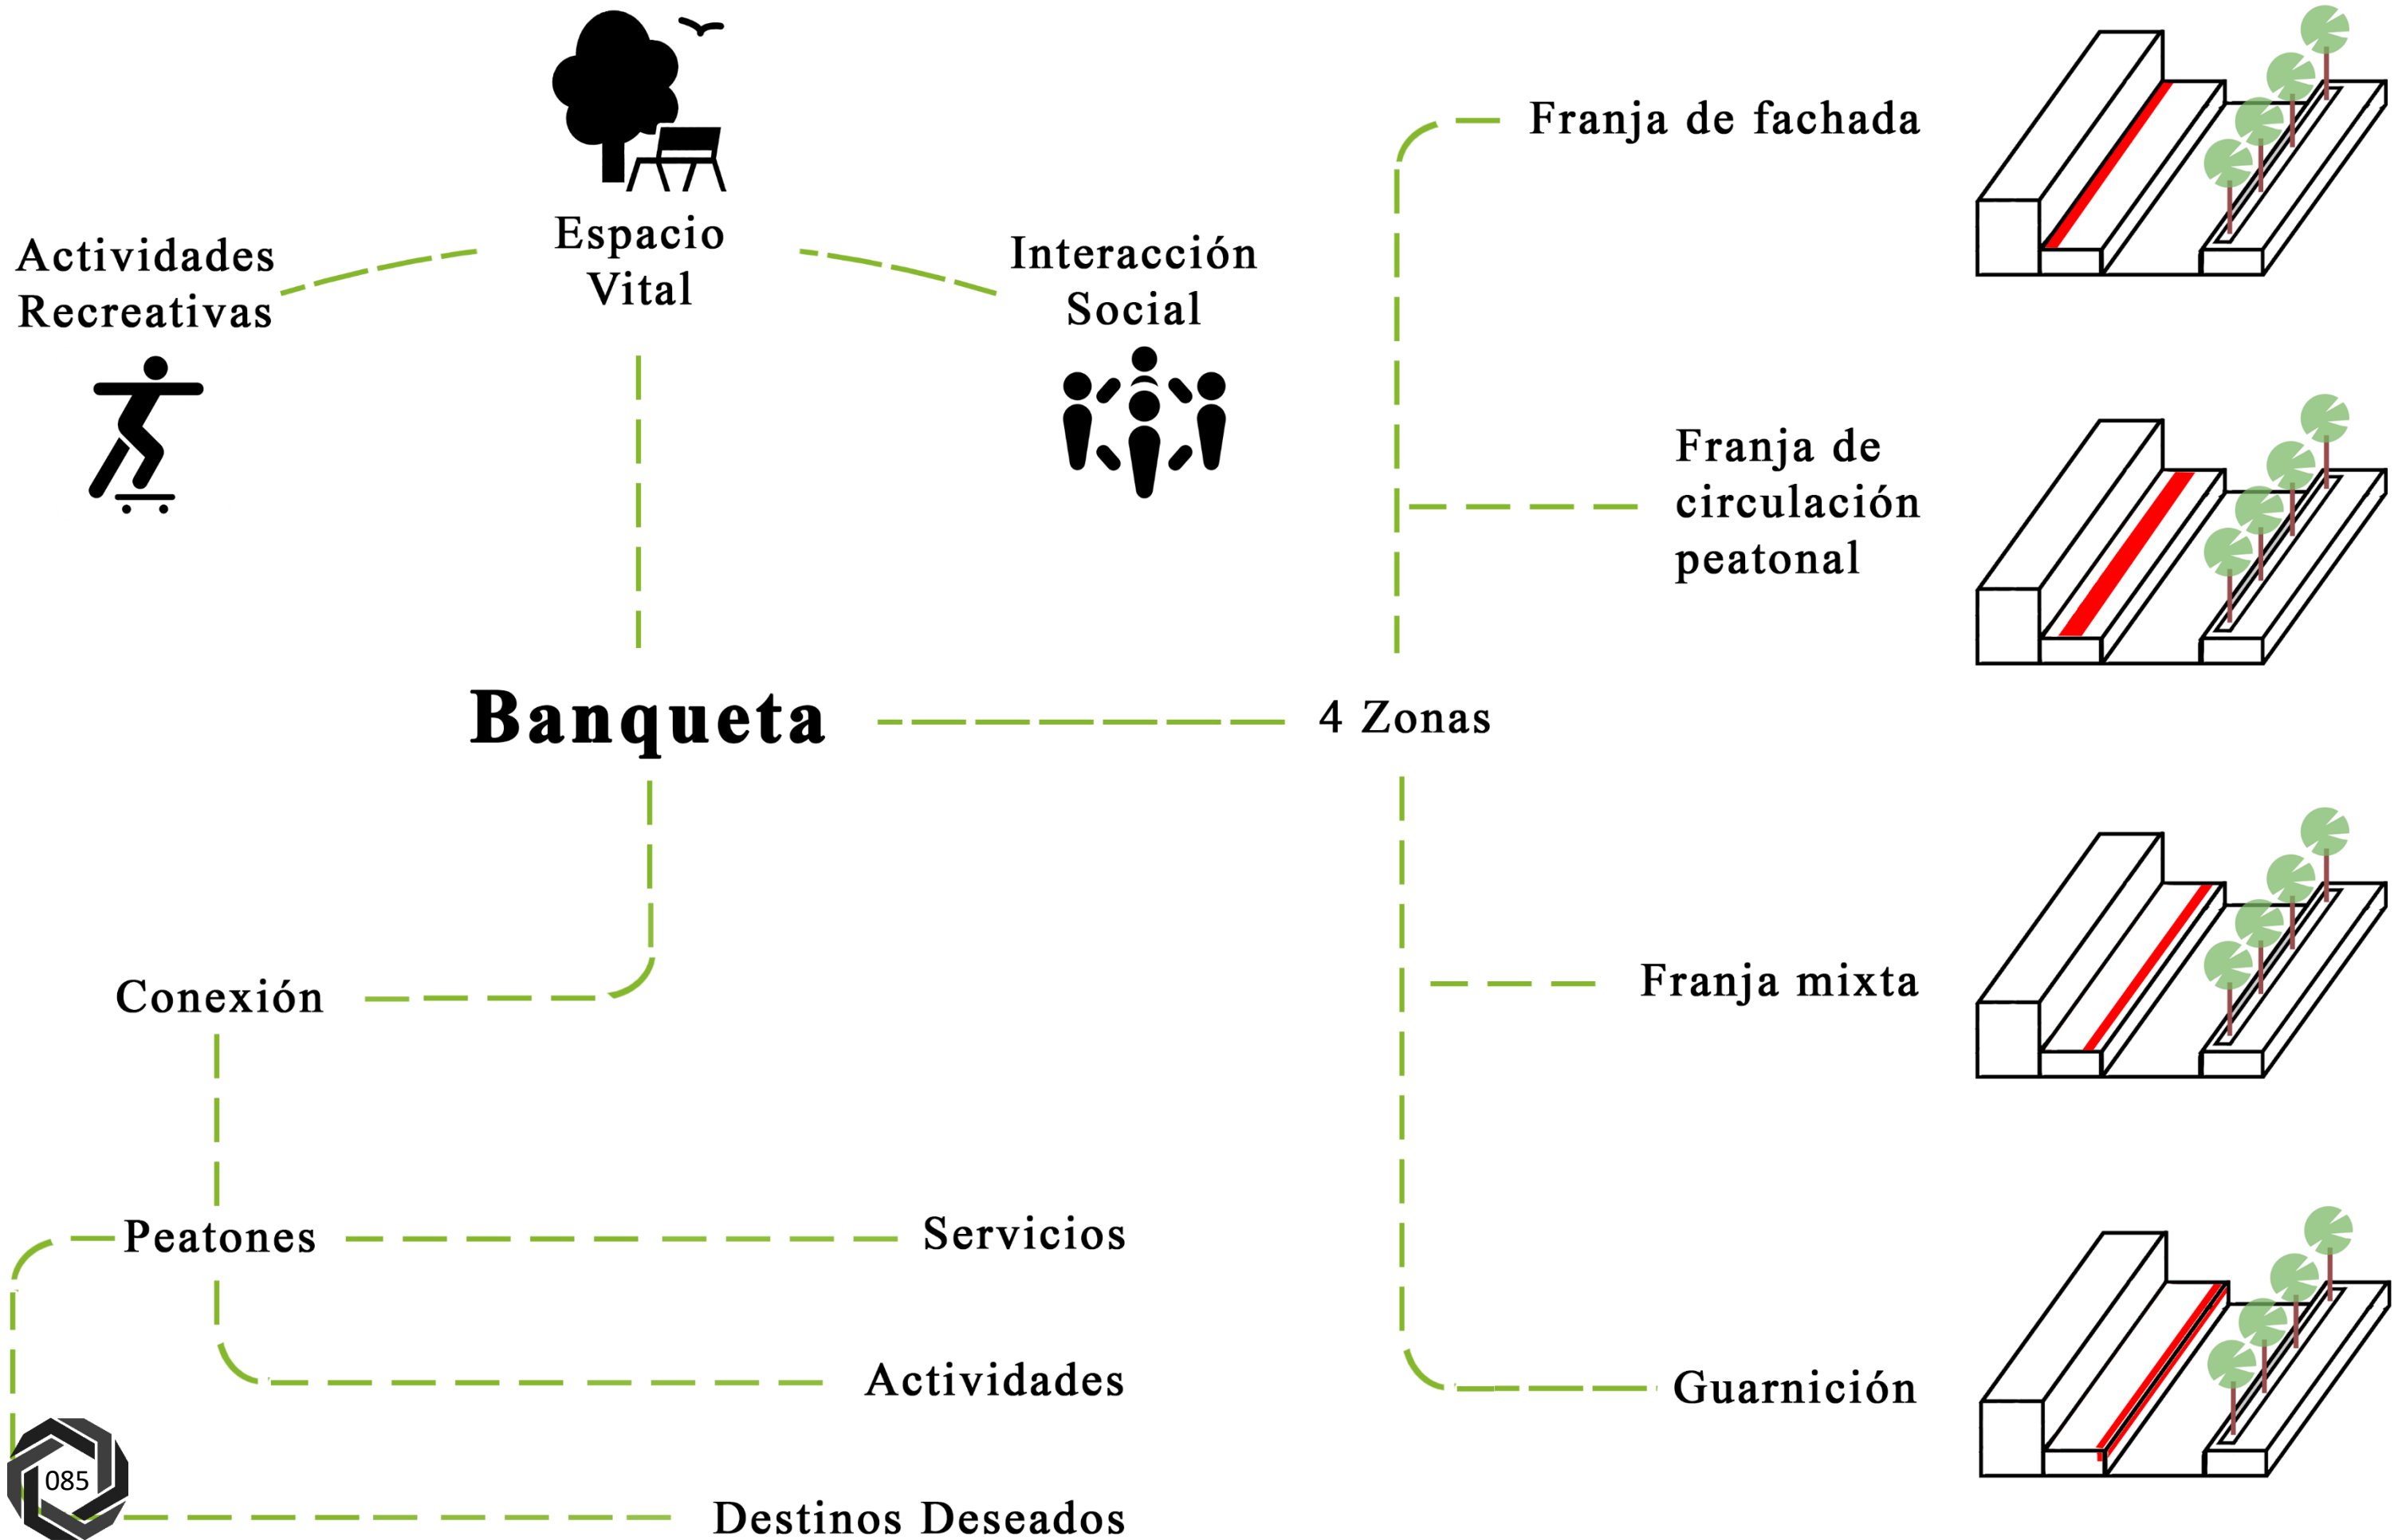 Espacio
Vital
Actividades
Recreativas
Interacción
Social
Banqueta
4 Zonas
Franja de fachada
Franja de
circulación
peatonal
Franja mixta
Guarnición
Conexión
Peatones
Servicios
Actividades
Destinos Deseados
085